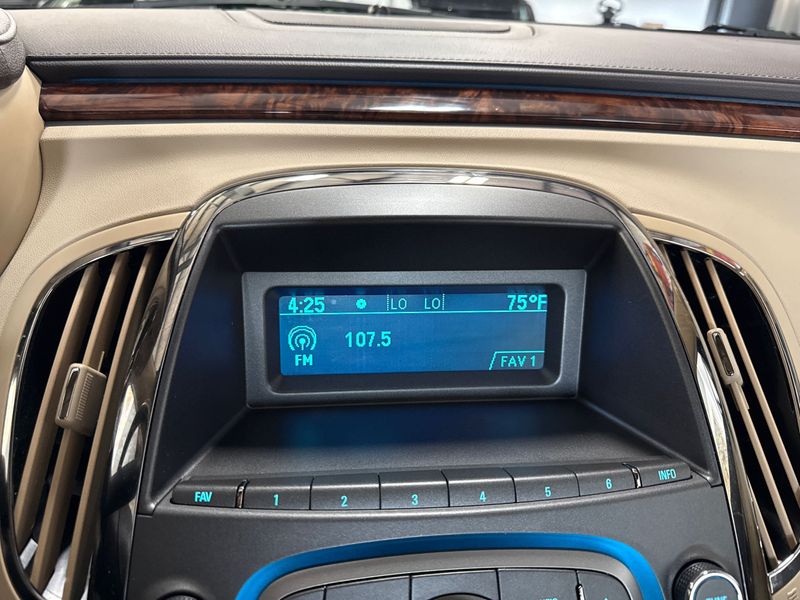 4:25 LO LO 75°F
107.5
FM
FAV 1
FAV 1 2 3 4 5 6 INFO